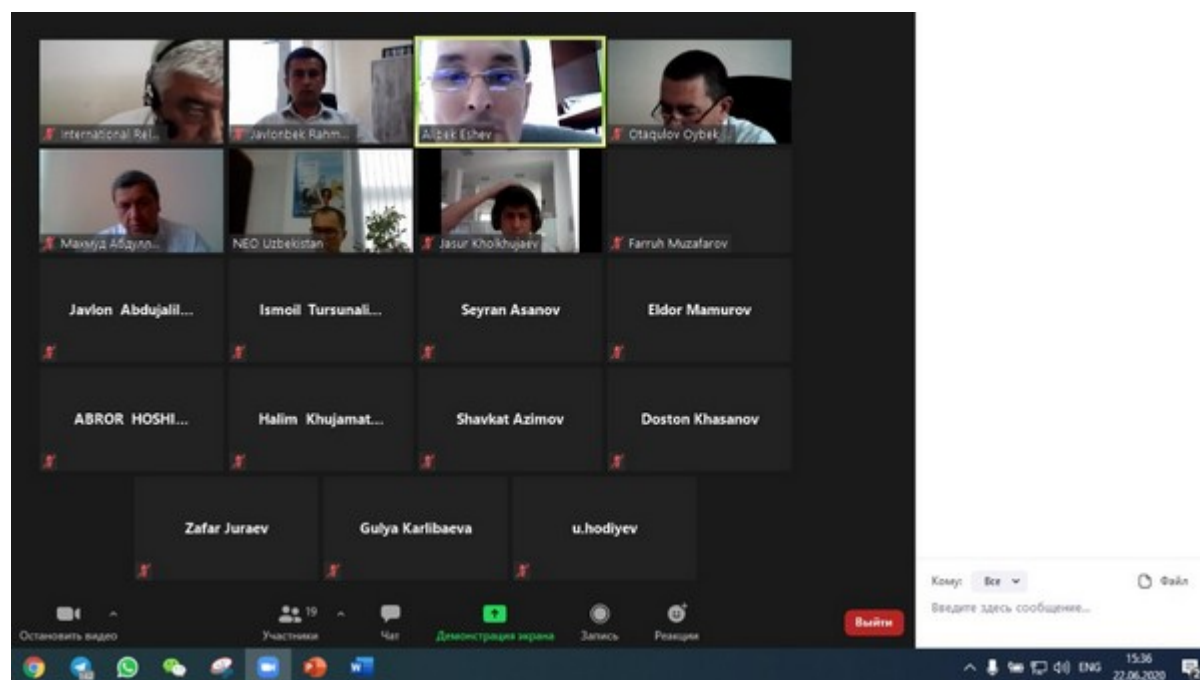 International Rel...
Javlonbek Rahm...
Alibek Eshev
Otaqulov Oybek
Махмуд Абдулл...
NEO Uzbekistan
Jasur Kholkhujaev
Farruh Muzafarov
Javlon Abdujalil...
Ismoil Tursunali...
Seyran Asanov
Eldor Mamurov
ABROR HOSHI...
Halim Khujamat...
Shavkat Azimov
Doston Khasanov
Zafar Juraev
Gulya Karlibaeva
u.hodiyev
Кому: Все
Файл
Введите здесь сообщение...
19
Остановить видео
Участники
Чат
Демонстрация экрана
Запись
Реакции
Выйти
ENG
15:36
22.06.2020